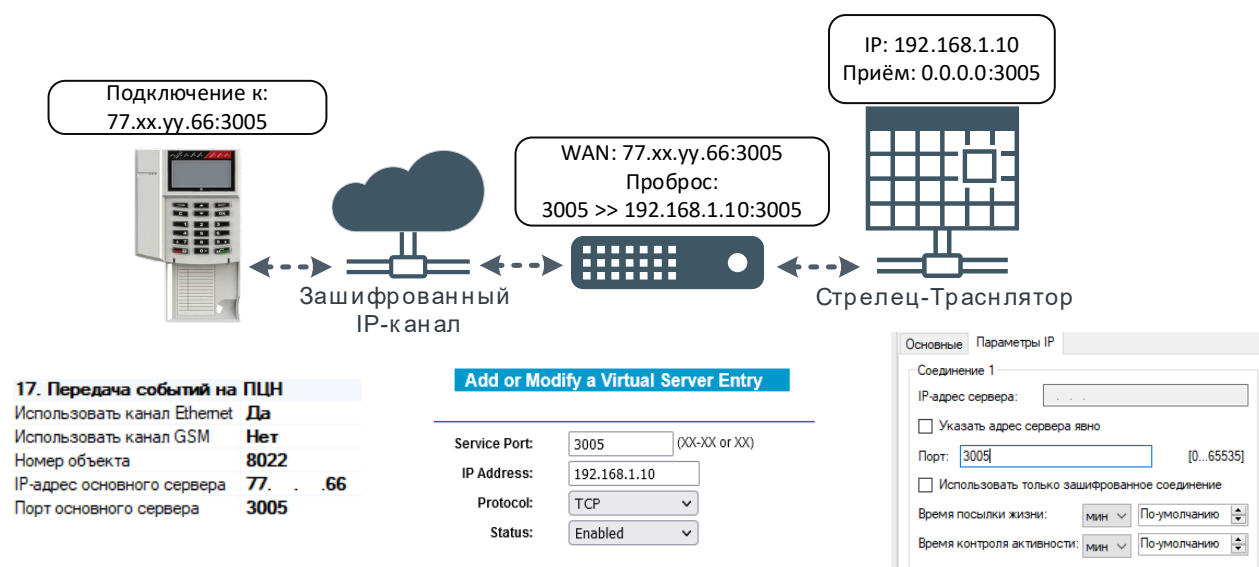 IP: 192.168.1.10
Приём: 0.0.0.0:3005
Подключение к:
77.xx.yy.66:3005
WAN: 77.xx.yy.66:3005
Проброс:
3005 >> 192.168.1.10:3005
Зашифрованный
IP-канал
Стрелец-Траснлятор
17. Передача событий на ПЦН
Использовать канал Ethernet Да
Использовать канал GSM Нет
Номер объекта 8022
IP-адрес основного сервера 77. . .66
Порт основного сервера 3005
Add or Modify a Virtual Server Entry
Service Port: 3005 (XX-XX or XX)
IP Address: 192.168.1.10
Protocol: TCP
Status: Enabled
Основные Параметры IP
Соединение 1
IP-адрес сервера: . . .
Указать адрес сервера явно
Порт: 3005 [0...65535]
Использовать только зашифрованное соединение
Время посылки жизни: мин По-умолчанию
Время контроля активности: мин По-умолчанию